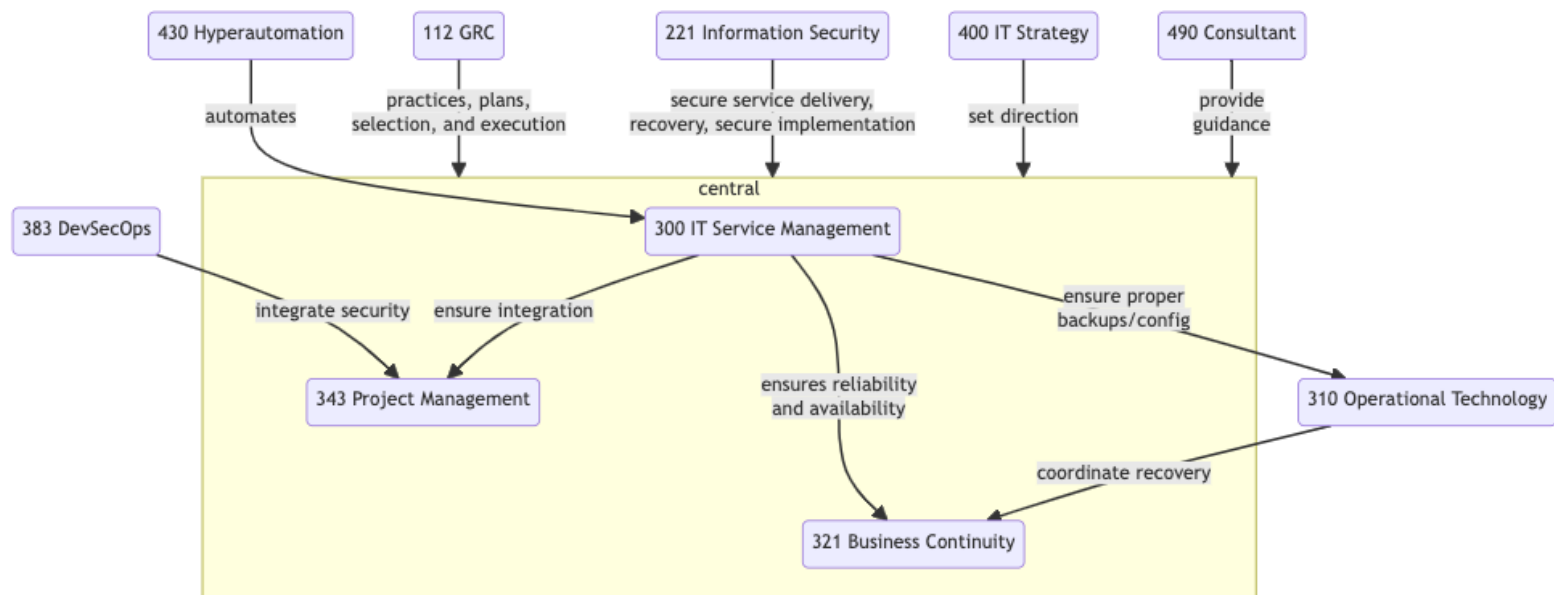 430 Hyperautomation
112 GRC
221 Information Security
400 IT Strategy
490 Consultant
automates
practices, plans,
selection, and execution
secure service delivery,
recovery, secure implementation
set direction
provide
guidance
central
383 DevSecOps
300 IT Service Management
integrate security
ensure integration
ensure proper
backups/config
343 Project Management
ensures reliability
and availability
310 Operational Technology
coordinate recovery
321 Business Continuity